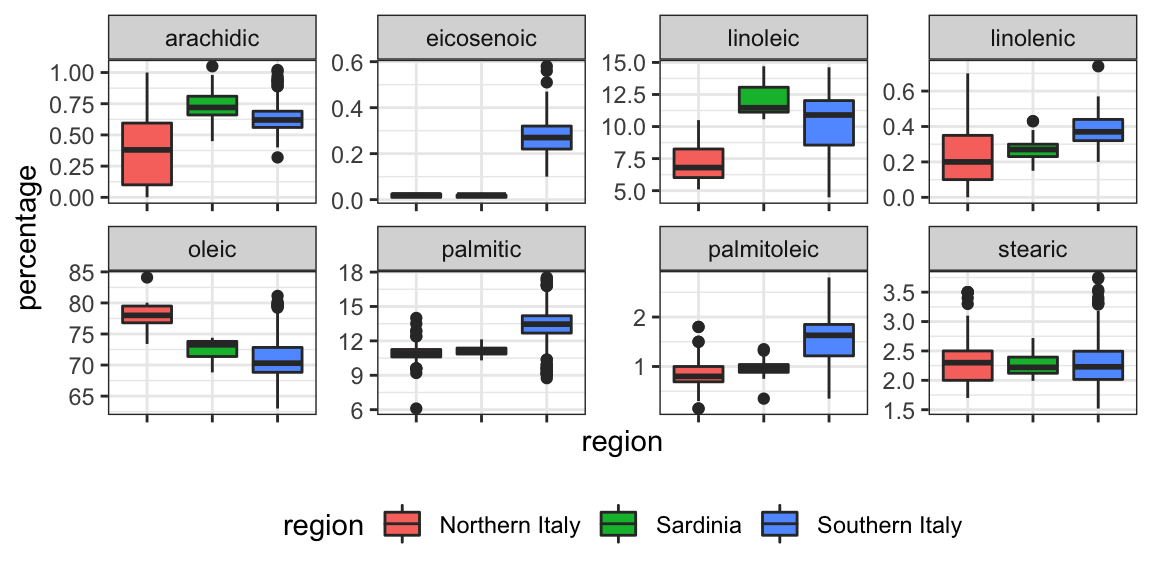 arachidic eicosenoic linoleic linolenic
1.00 0.75 0.50 0.25 0.00
0.6 0.4 0.2 0.0
15.0 12.5 10.0 7.5 5.0
0.6 0.4 0.2 0.0
percentage
oleic palmitic palmitoleic stearic
85 80 75 70 65
18 15 12 9 6
2 1
3.5 3.0 2.5 2.0 1.5
region
region Northern Italy Sardinia Southern Italy